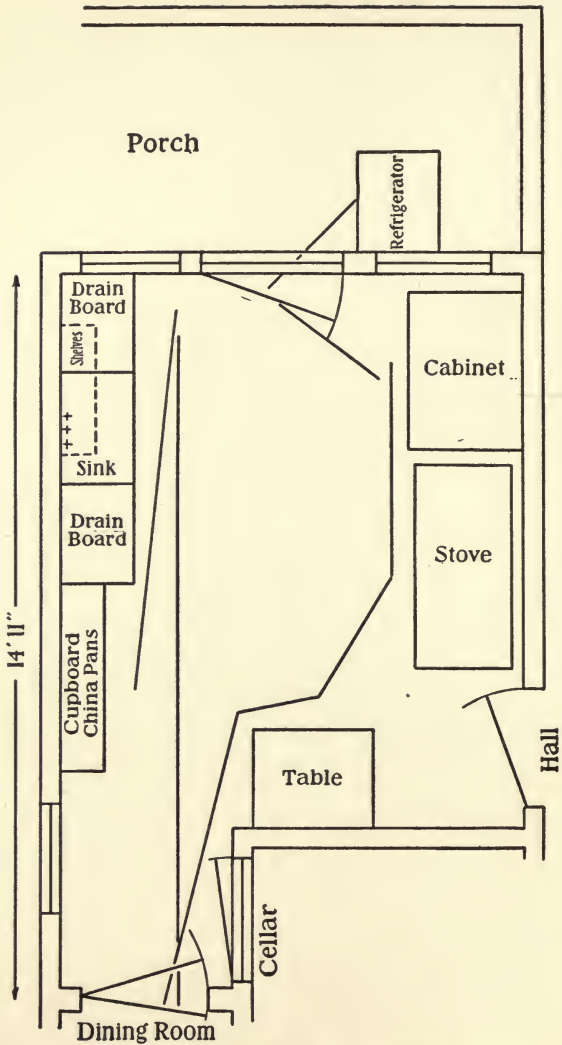 Porch
Refrigerator
Drain
Board
Shelves
+++
Sink
Drain
Board
Cupboard
China Pans
Cabinet
Stove
14' 11"
Table
Hall
Cellar
Dining Room